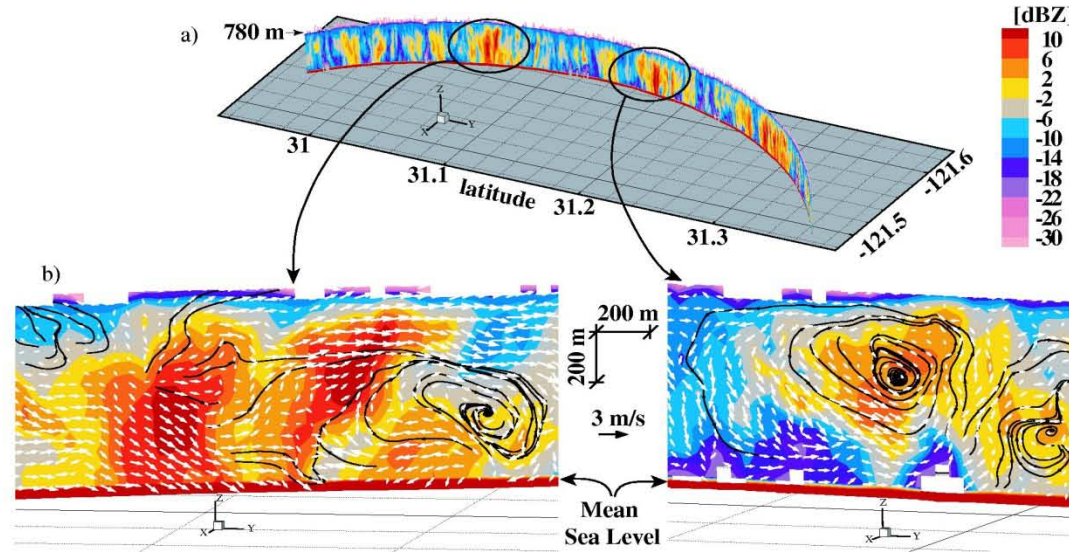 [dBZ]
a)
780 m
10
6
2
-2
-6
-10
-14
-18
-22
-26
-30
Z
X
Y
31
31.1
latitude
31.2
31.3
-121.5
-121.6
b)
200 m
200 m
3 m/s
Mean
Sea Level
Z
X
Y
Z
X
Y